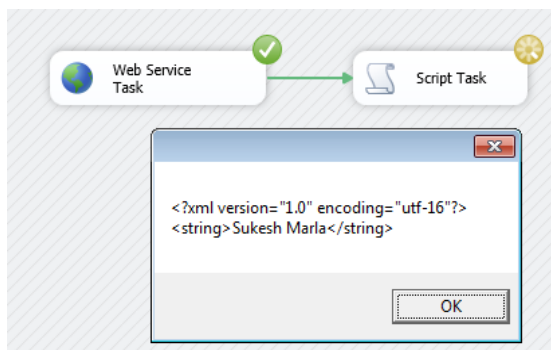 Web Service
Task
Script Task
<?xml version="1.0" encoding="utf-16"?>
<string>Sukesh Marla</string>
OK